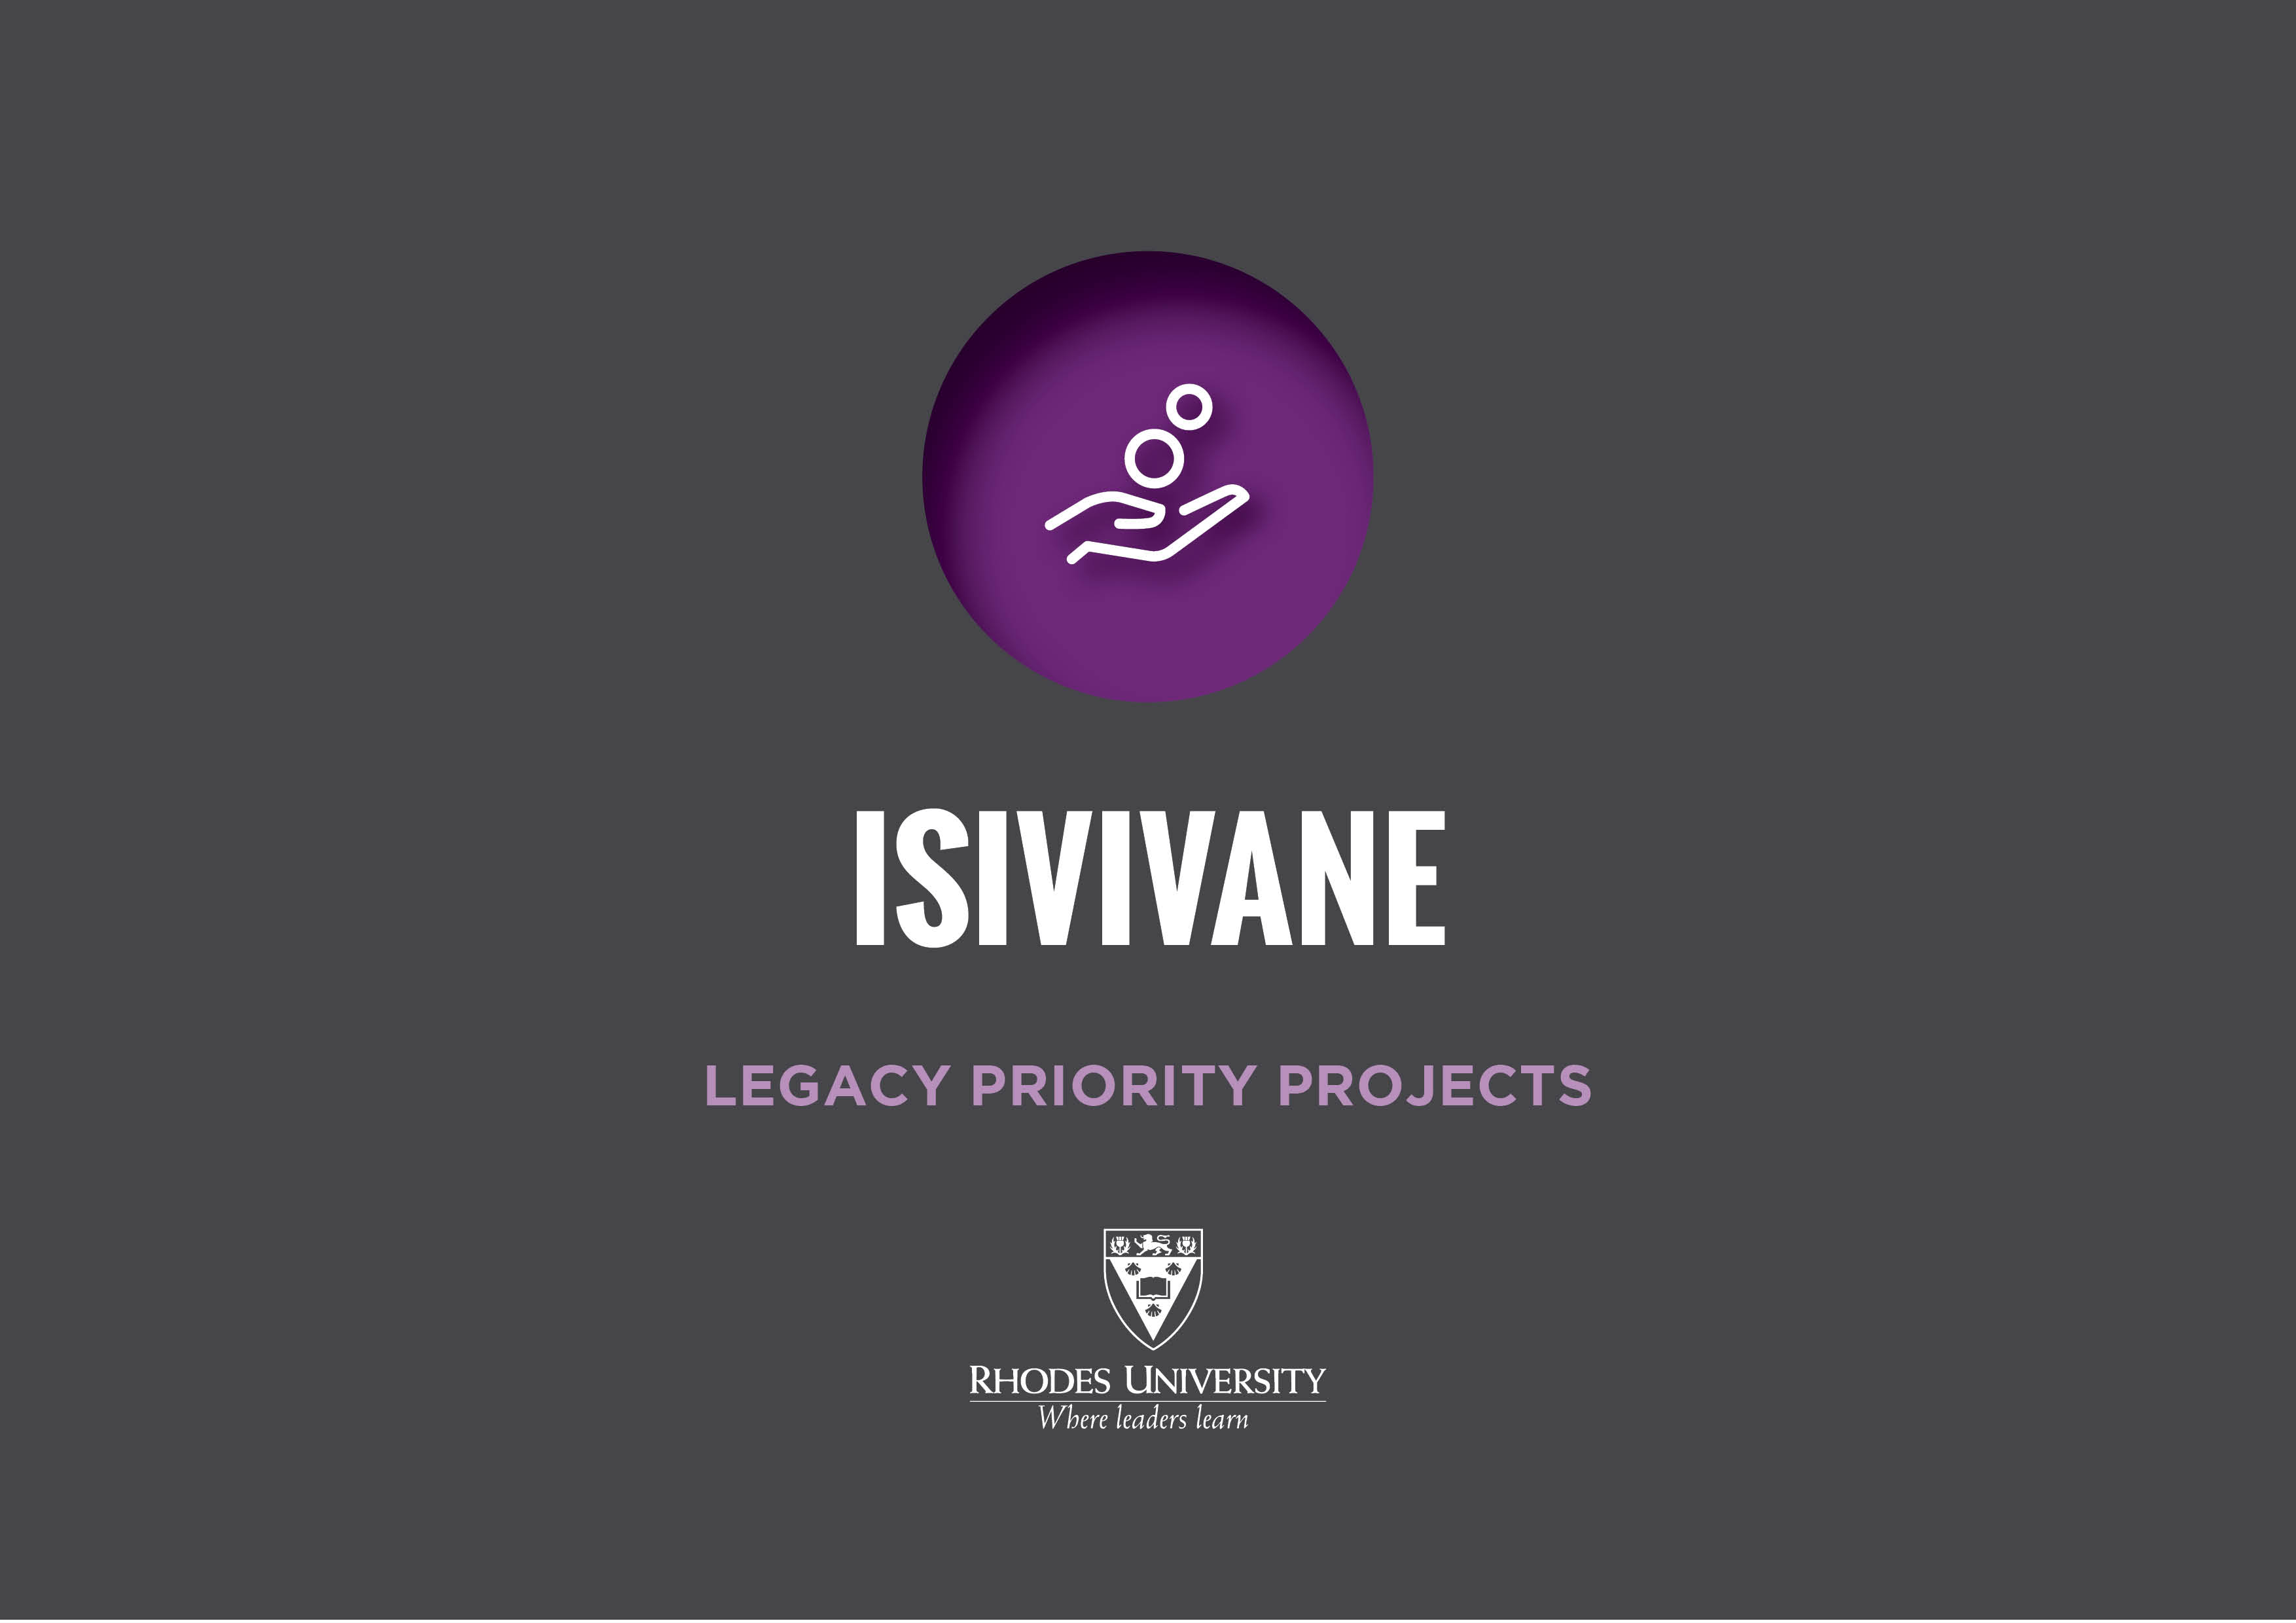 ISIVIVANE
LEGACY PRIORITY PROJECTS
RHODES UNIVERSITY
Where leaders learn